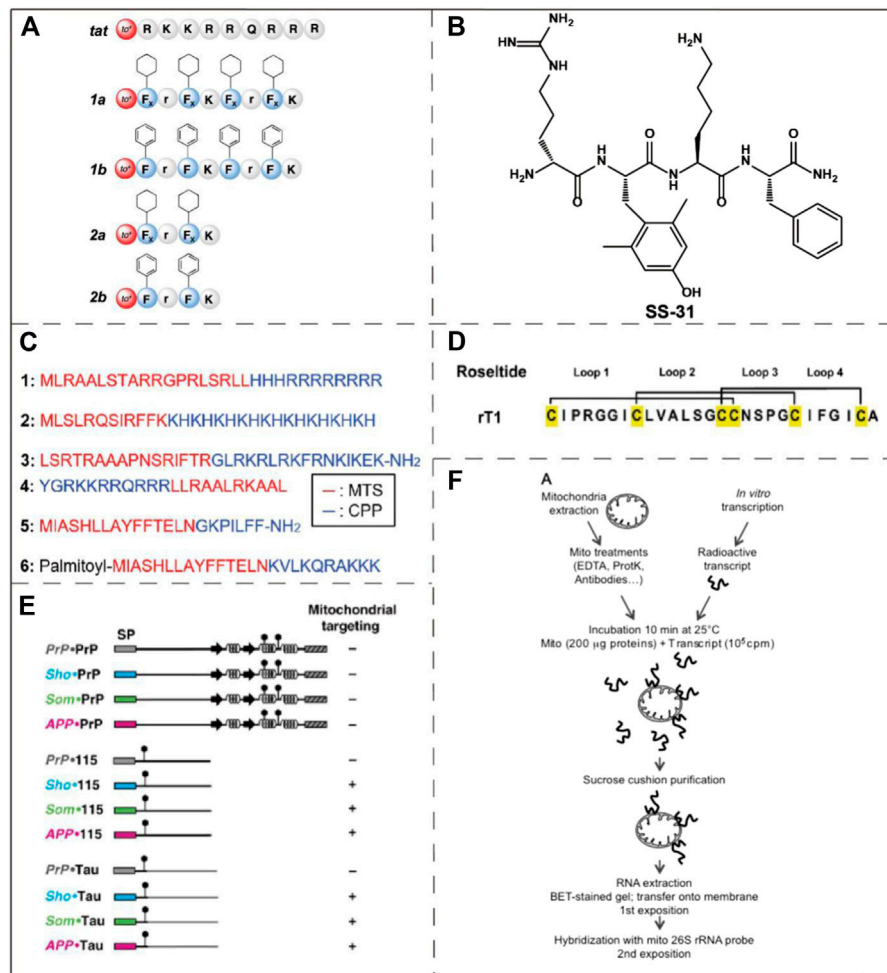 A
tat to* R K K R R Q R R R
1a to* Fx r Fx K Fx r Fx K
1b to* F r F K F r F K
2a to* Fx r Fx K
2b to* F r F K
B
NH2
HN
NH
H2N
H2N
O
H
N
O
N
H
O
H
N
O
NH2
OH
SS-31
C
1: MLRAALSTARRGPRLSRLLHHHRRRRRRRR
2: MLSLRQSIRFFKKHKHKHKHKHKHKHKHKH
3: LSRTRAAAPNSRIFTRGLRKRLRKFRNKIKEK-NH2
4: YGRKKRRQRRRLLRAALRKAAL
5: MIASHLLAYFFTELNGKPILFF-NH2
6: Palmitoyl-MIASHLLAYFFTELNKVLKQRAKKK
– : MTS
– : CPP
D
Roseltide Loop 1 Loop 2 Loop 3 Loop 4
rT1 C I P R G G I C L V A L S G C C N S P G C I F G I C A
E
SP
Mitochondrial
targeting
PrP•PrP –
Sho•PrP –
Som•PrP –
APP•PrP –
PrP•115 –
Sho•115 +
Som•115 +
APP•115 +
PrP•Tau –
Sho•Tau +
Som•Tau +
APP•Tau +
F
A
Mitochondria
extraction
In vitro
transcription
Mito treatments
(EDTA, ProtK,
Antibodies...)
Radioactive
transcript
Incubation 10 min at 25°C
Mito (200 µg proteins) + Transcript (10⁵cpm)
Sucrose cushion purification
RNA extraction
BET-stained gel; transfer onto membrane
1st exposition
Hybridization with mito 26S rRNA probe
2nd exposition